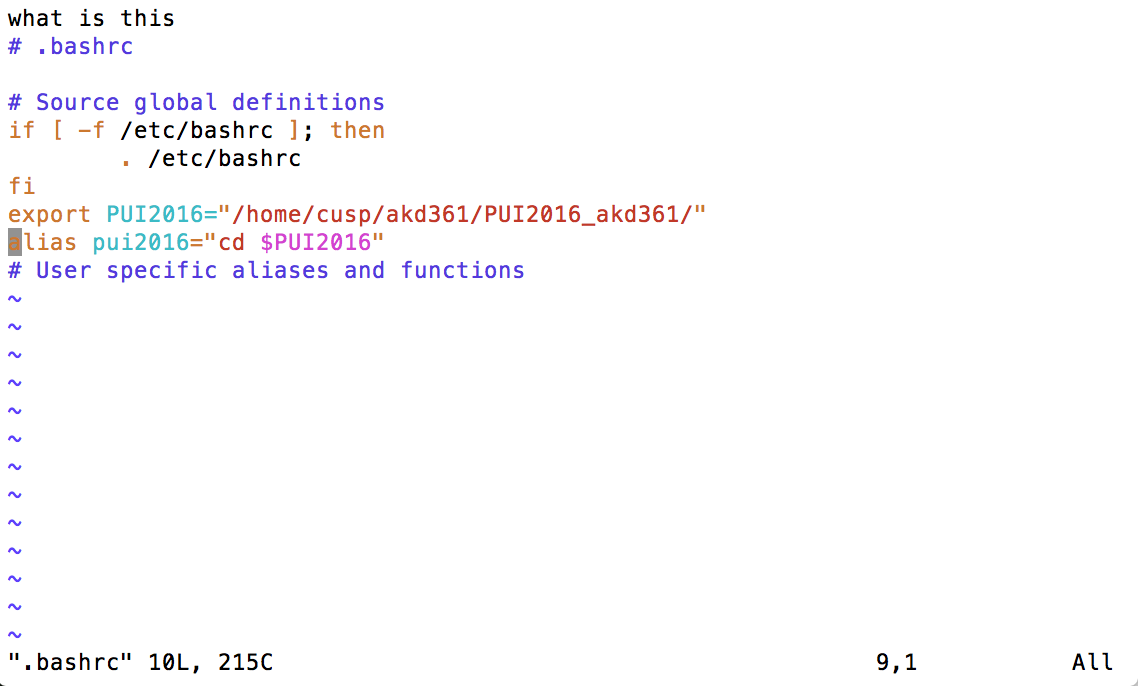 what is this
# .bashrc

# Source global definitions
if [ -f /etc/bashrc ]; then
        . /etc/bashrc
fi
export PUI2016="/home/cusp/akd361/PUI2016_akd361/"
alias pui2016="cd $PUI2016"
# User specific aliases and functions
~
~
~
~
~
~
~
~
~
~
~
~
~
".bashrc" 10L, 215C 9,1 All